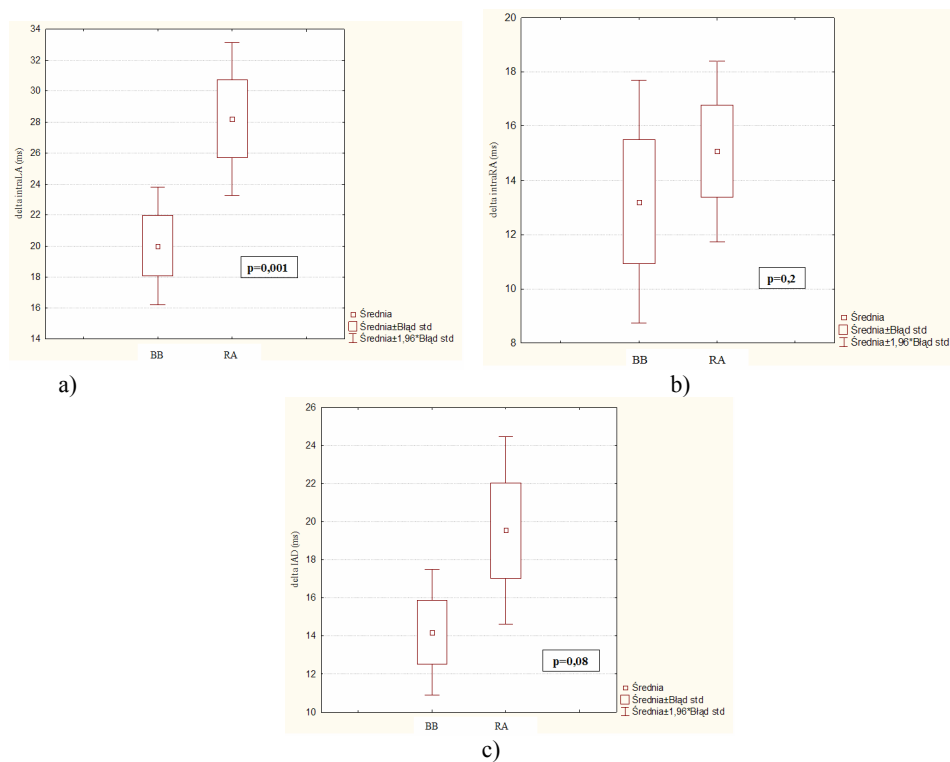 34
32
30
28
26
24
22
20
18
16
14
delta intraLA (ms)
p=0,001
BB RA
Średnia
Średnia±Błąd std
Średnia±1,96*Błąd std
a)
20
18
16
14
12
10
8
delta intraRA (ms)
p=0,2
BB RA
Średnia
Średnia±Błąd std
Średnia±1,96*Błąd std
b)
26
24
22
20
18
16
14
12
10
delta IAD (ms)
p=0,08
BB RA
Średnia
Średnia±Błąd std
Średnia±1,96*Błąd std
c)